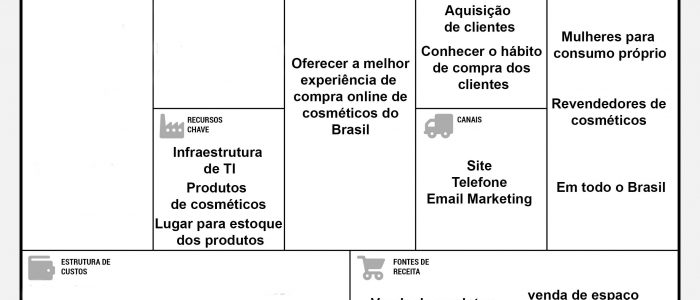 Aquisição
de clientes
Conhecer o hábito
de compra dos
clientes
Mulheres para
consumo próprio
Oferecer a melhor
experiência de
compra online de
cosméticos do
Brasil
Revendedores de
cosméticos
RECURSOS
CHAVE
CANAIS
Infraestrutura
de TI
Produtos
de cosméticos
Lugar para estoque
dos produtos
Site
Telefone
Email Marketing
Em todo o Brasil
ESTRUTURA DE
CUSTOS
FONTES DE
RECEITA
venda de espaço